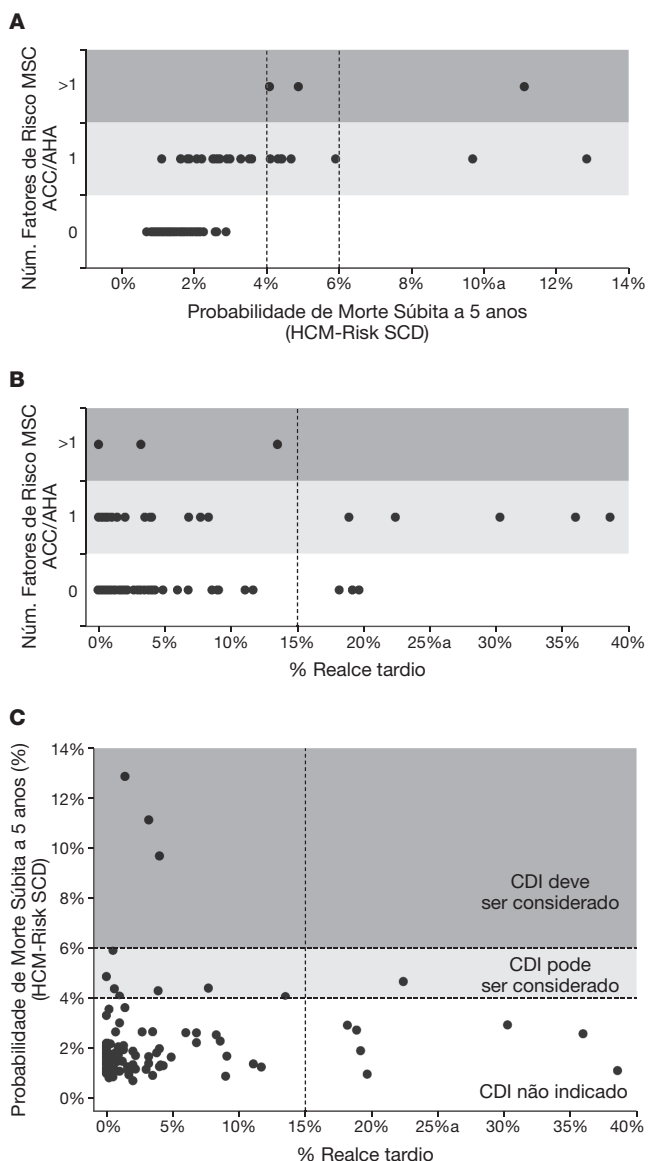 A
Núm. Fatores de Risco MSC
ACC/AHA
>1
1
0
0% 2% 4% 6% 8% 10%a 12% 14%
Probabilidade de Morte Súbita a 5 anos
(HCM-Risk SCD)
B
Núm. Fatores de Risco MSC
ACC/AHA
>1
1
0
0% 5% 10% 15% 20% 25%a 30% 35% 40%
% Realce tardio
C
Probabilidade de Morte Súbita a 5 anos (%)
(HCM-Risk SCD)
14%
12%
10%
8%
6%
4%
2%
0%
CDI deve
ser considerado
CDI pode
ser considerado
CDI não indicado
0% 5% 10% 15% 20% 25%a 30% 35% 40%
% Realce tardio